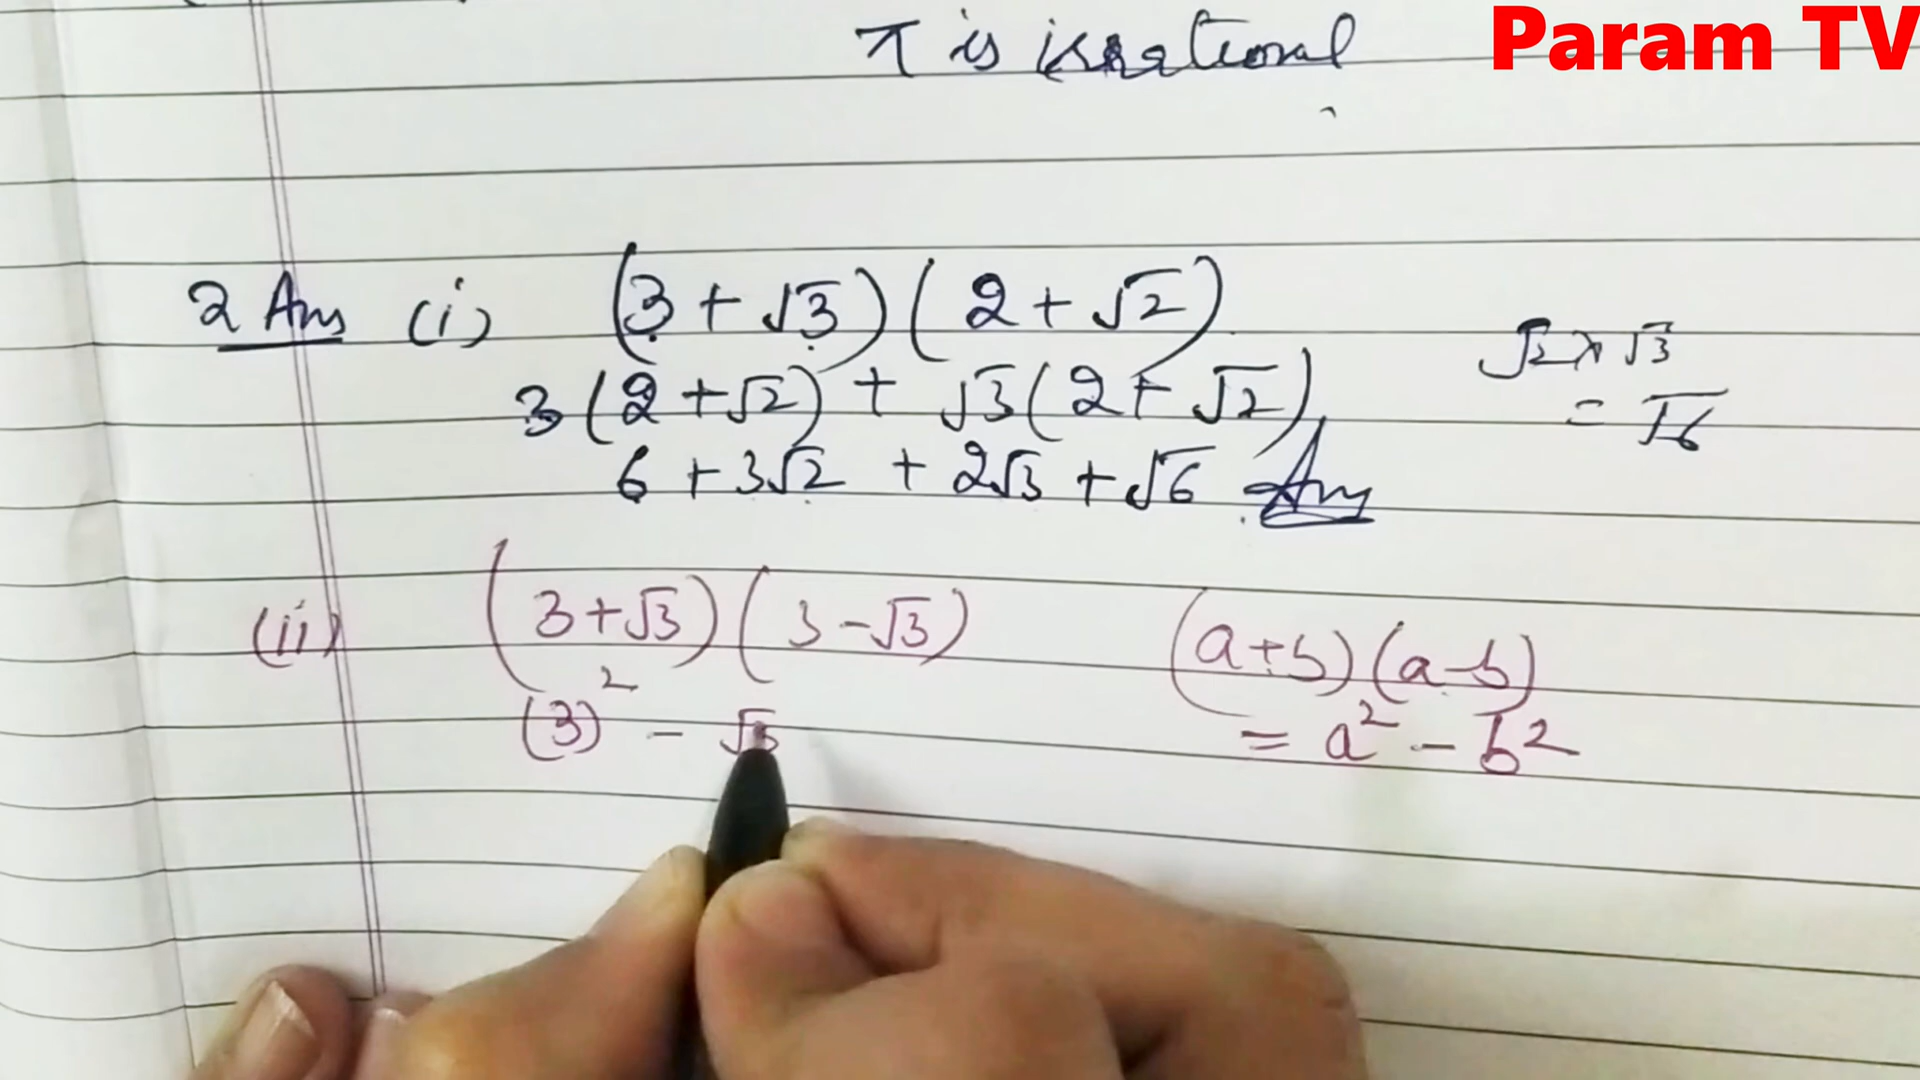 π is irrational
Param TV
2 Ans (i) (3 + √3)(2 + √2)
3(2 + √2) + √3(2 + √2)
6 + 3√2 + 2√3 + √6 Ans
√2 × √3
= √6
(ii) (3 + √3)(3 - √3)
(3)² - √3
(a+b)(a-b)
= a² - b²